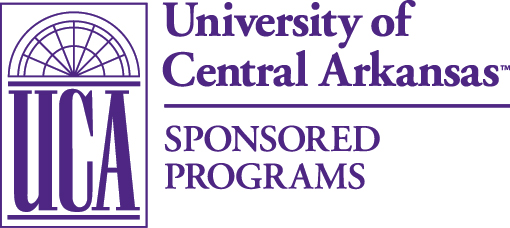 UCA
University of
Central Arkansas™
SPONSORED
PROGRAMS